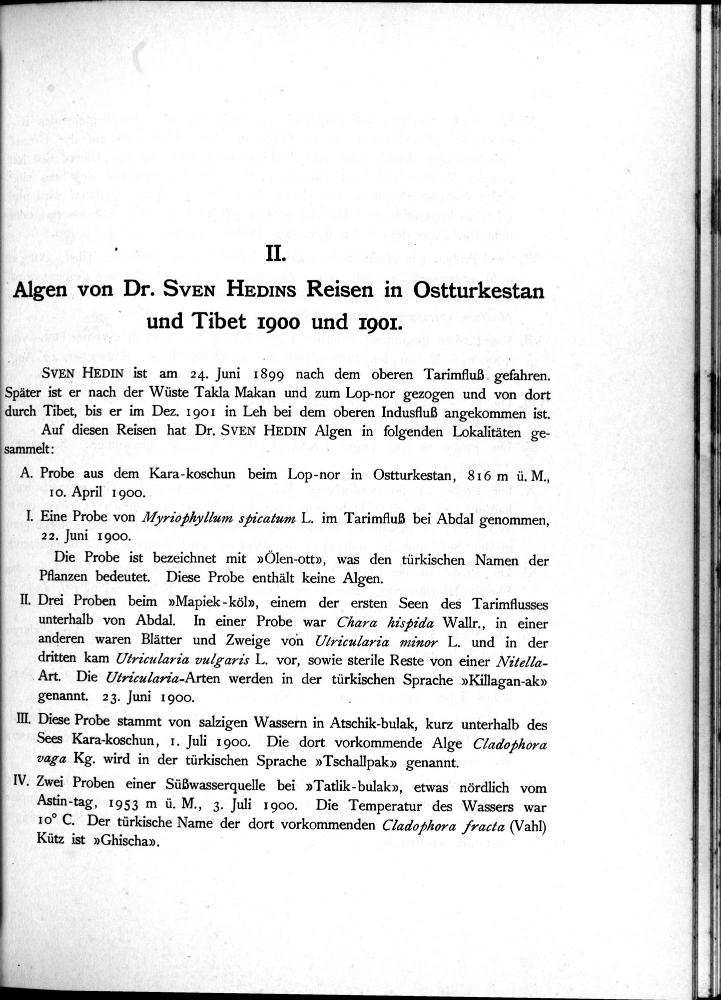 II.
Algen von Dr. SVEN HEDINS Reisen in Ostturkestan
und Tibet 1900 und 1901.
SVEN HEDIN ist am 24. Juni 1899 nach dem oberen Tarimfluß gefahren.
Später ist er nach der Wüste Takla Makan und zum Lop-nor gezogen und von dort
durch Tibet, bis er im Dez. 1901 in Leh bei dem oberen Indusfluß angekommen ist.
Auf diesen Reisen hat Dr. SVEN HEDIN Algen in folgenden Lokalitäten ge-
sammelt:
A. Probe aus dem Kara-koschun beim Lop-nor in Ostturkestan, 816 m ü. M.,
10. April 1900.
I. Eine Probe von Myriophyllum spicatum L. im Tarimfluß bei Abdal genommen,
22. Juni 1900.
Die Probe ist bezeichnet mit »Ölen-ott», was den türkischen Namen der
Pflanzen bedeutet. Diese Probe enthält keine Algen.
II. Drei Proben beim »Mapiek-köl», einem der ersten Seen des Tarimflusses
unterhalb von Abdal. In einer Probe war Chara hispida Wallr., in einer
anderen waren Blätter und Zweige von Utricularia minor L. und in der
dritten kam Utricularia vulgaris L. vor, sowie sterile Reste von einer Nitella-
Art. Die Utricularia-Arten werden in der türkischen Sprache »Killagan-ak»
genannt. 23. Juni 1900.
III. Diese Probe stammt von salzigen Wassern in Atschik-bulak, kurz unterhalb des
Sees Kara-koschun, 1. Juli 1900. Die dort vorkommende Alge Cladophora
vaga Kg. wird in der türkischen Sprache »Tschallpak» genannt.
IV. Zwei Proben einer Süßwasserquelle bei »Tatlik-bulak», etwas nördlich vom
Astin-tag, 1953 m ü. M., 3. Juli 1900. Die Temperatur des Wassers war
10° C. Der türkische Name der dort vorkommenden Cladophora fracta (Vahl)
Kütz ist »Ghischa».